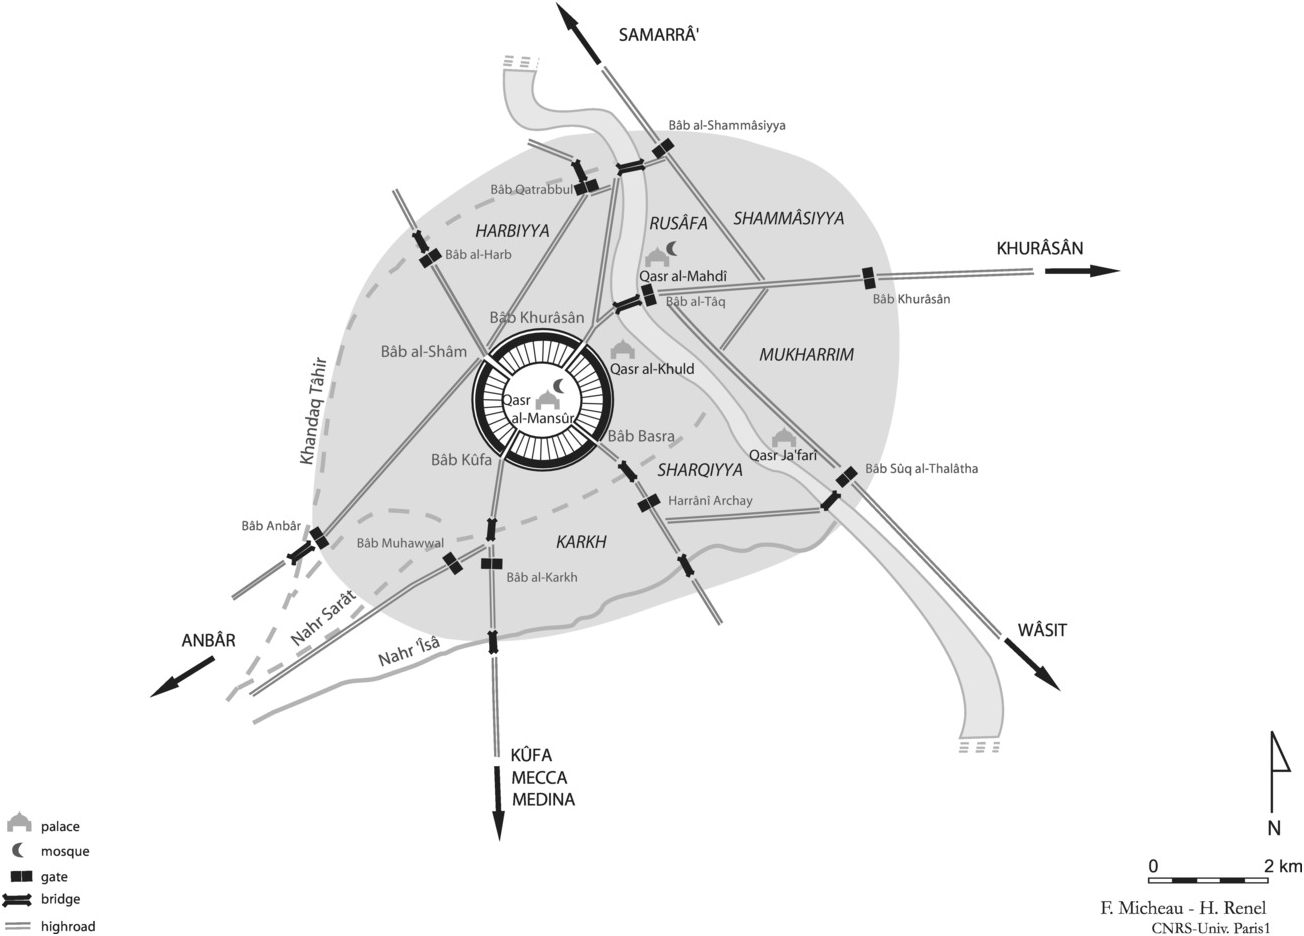 SAMARRÂ'
Bâb al-Shammâsiyya
Bâb Qatrabbul
HARBIYYA
RUSÂFA
SHAMMÂSIYYA
Bâb al-Harb
KHURÂSÂN
Qasr al-Mahdî
Bâb al-Tâq
Bâb Khurâsân
Bâb Khurâsân
Bâb al-Shâm
MUKHARRIM
Qasr al-Khuld
Khandaq Tâhir
Qasr
al-Mansûr
Bâb Basra
Bâb Kûfa
SHARQIYYA
Qasr Ja'farî
Bâb Sûq al-Thalâtha
Harrânî Archay
Bâb Anbâr
Bâb Muhawwal
KARKH
Bâb al-Karkh
Nahr Sarât
Nahr 'Îsâ
ANBÂR
WÂSIT
KÛFA
MECCA
MEDINA
palace
mosque
gate
bridge
highroad
N
0 2 km
F. Micheau - H. Renel
CNRS-Univ. Paris1